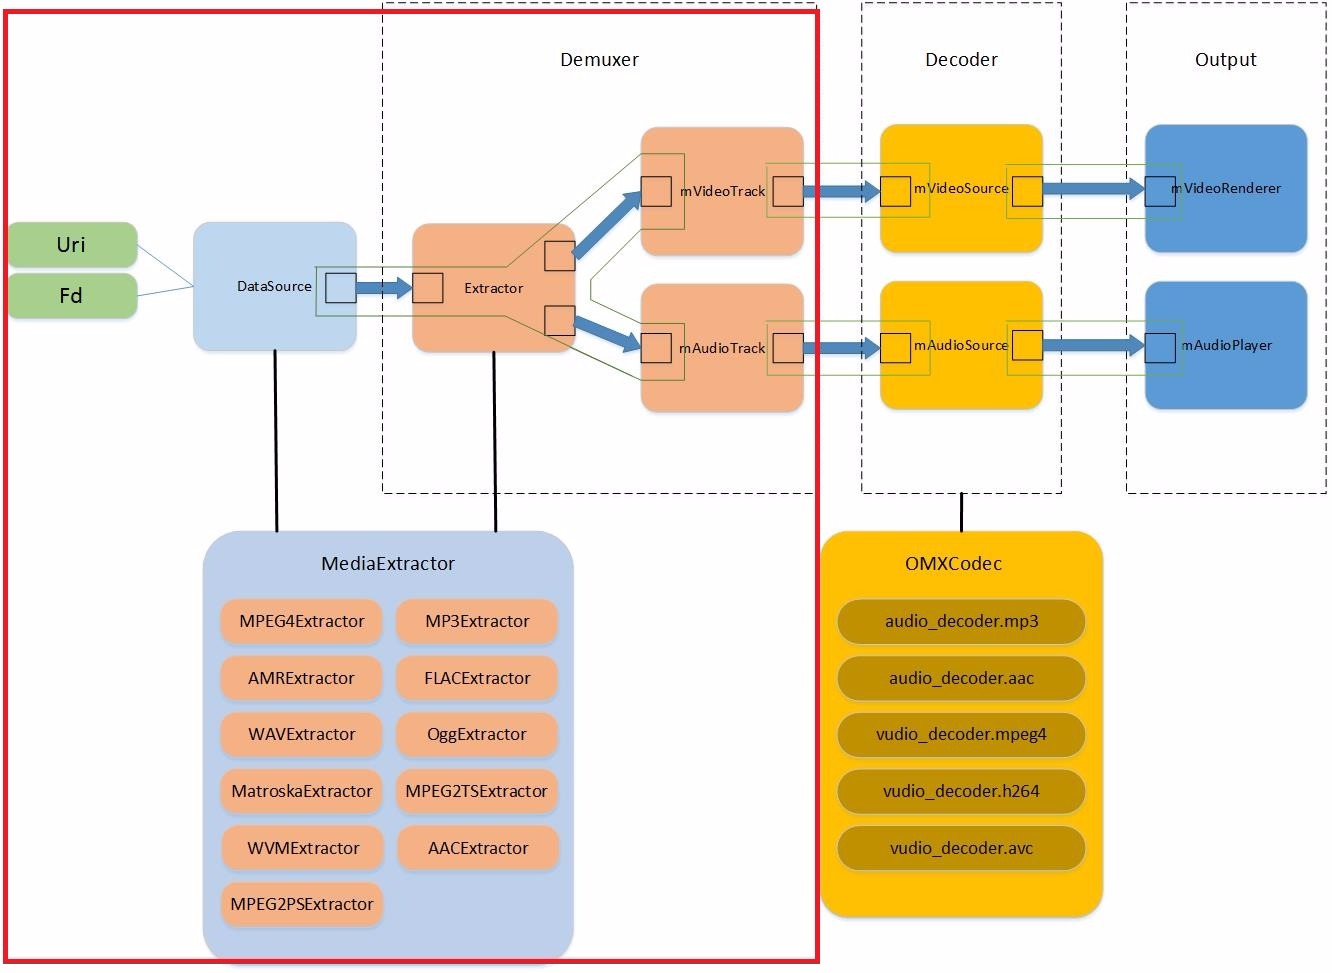 Demuxer
Decoder
Output
Uri
Fd
DataSource
Extractor
mVideoTrack
mAudioTrack
mVideoSource
mAudioSource
mVideoRenderer
mAudioPlayer
MediaExtractor
MPEG4Extractor
MP3Extractor
AMRExtractor
FLACExtractor
WAVExtractor
OggExtractor
MatroskaExtractor
MPEG2TSExtractor
WVMExtractor
AACExtractor
MPEG2PSExtractor
OMXCodec
audio_decoder.mp3
audio_decoder.aac
vudio_decoder.mpeg4
vudio_decoder.h264
vudio_decoder.avc